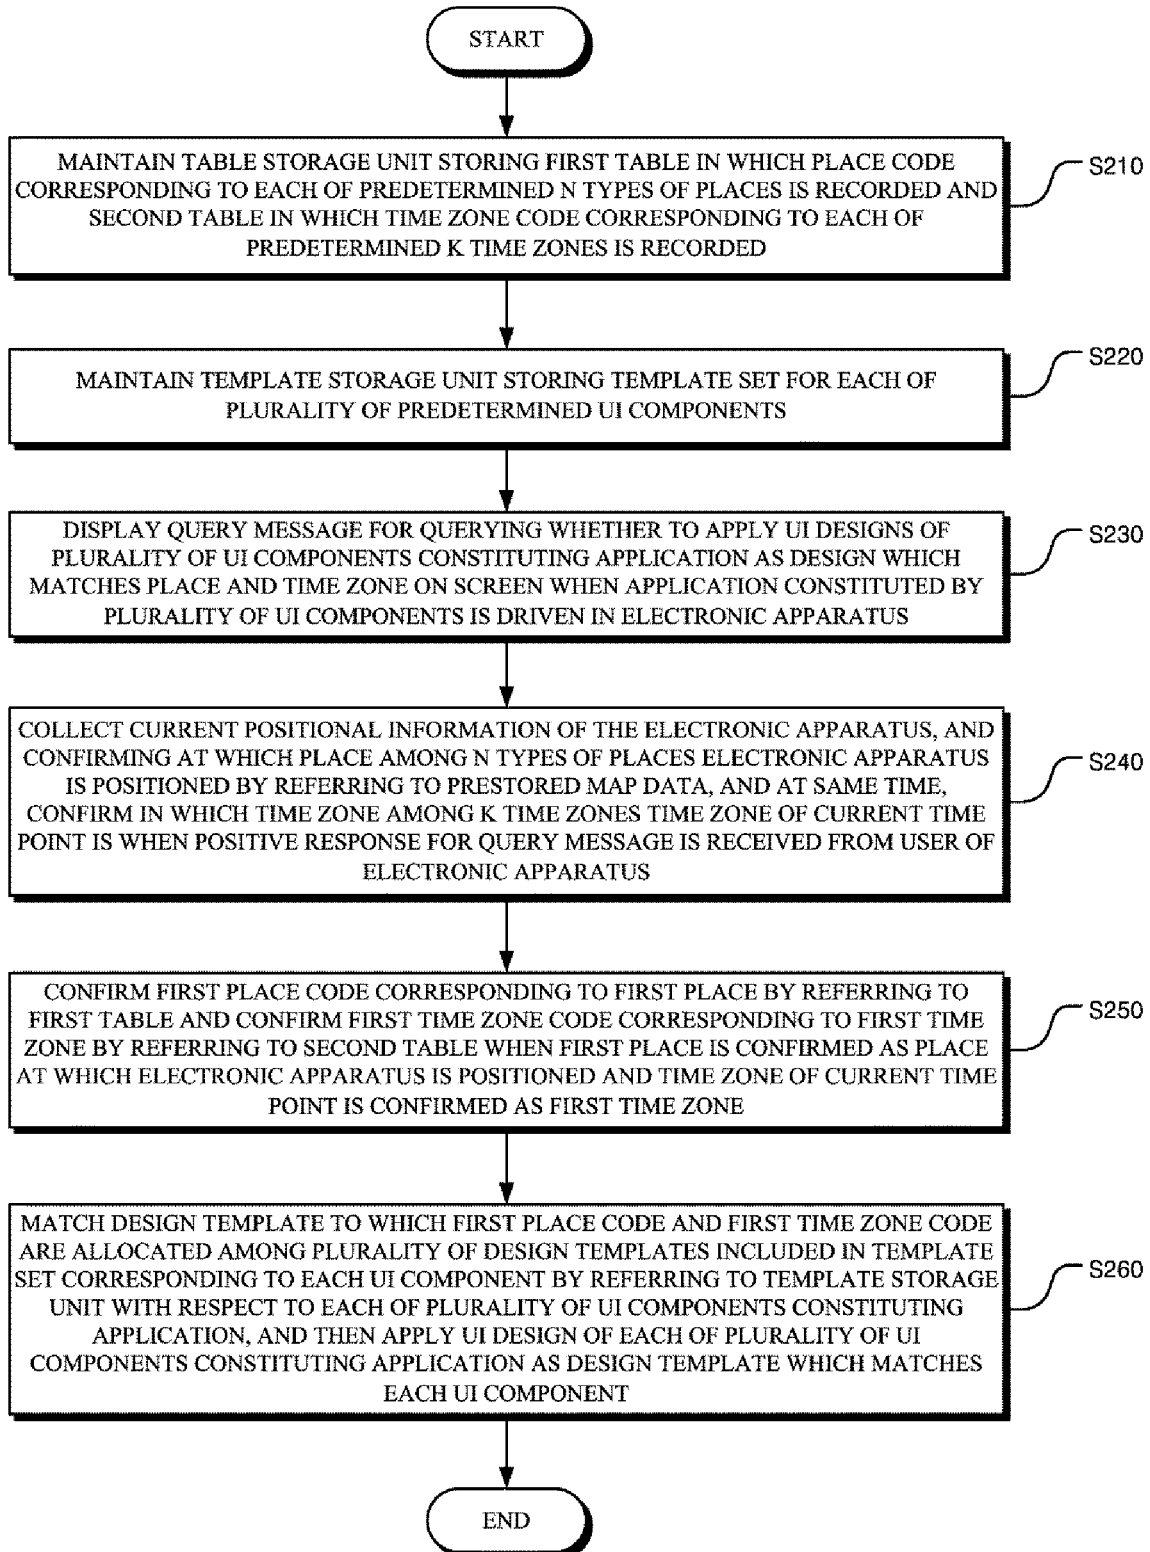 START
MAINTAIN TABLE STORAGE UNIT STORING FIRST TABLE IN WHICH PLACE CODE
CORRESPONDING TO EACH OF PREDETERMINED N TYPES OF PLACES IS RECORDED AND
SECOND TABLE IN WHICH TIME ZONE CODE CORRESPONDING TO EACH OF
PREDETERMINED K TIME ZONES IS RECORDED
S210
MAINTAIN TEMPLATE STORAGE UNIT STORING TEMPLATE SET FOR EACH OF
PLURALITY OF PREDETERMINED UI COMPONENTS
S220
DISPLAY QUERY MESSAGE FOR QUERYING WHETHER TO APPLY UI DESIGNS OF
PLURALITY OF UI COMPONENTS CONSTITUTING APPLICATION AS DESIGN WHICH
MATCHES PLACE AND TIME ZONE ON SCREEN WHEN APPLICATION CONSTITUTED BY
PLURALITY OF UI COMPONENTS IS DRIVEN IN ELECTRONIC APPARATUS
S230
COLLECT CURRENT POSITIONAL INFORMATION OF THE ELECTRONIC APPARATUS, AND
CONFIRMING AT WHICH PLACE AMONG N TYPES OF PLACES ELECTRONIC APPARATUS
IS POSITIONED BY REFERRING TO PRESTORED MAP DATA, AND AT SAME TIME,
CONFIRM IN WHICH TIME ZONE AMONG K TIME ZONES TIME ZONE OF CURRENT TIME
POINT IS WHEN POSITIVE RESPONSE FOR QUERY MESSAGE IS RECEIVED FROM USER OF
ELECTRONIC APPARATUS
S240
CONFIRM FIRST PLACE CODE CORRESPONDING TO FIRST PLACE BY REFERRING TO
FIRST TABLE AND CONFIRM FIRST TIME ZONE CODE CORRESPONDING TO FIRST TIME
ZONE BY REFERRING TO SECOND TABLE WHEN FIRST PLACE IS CONFIRMED AS PLACE
AT WHICH ELECTRONIC APPARATUS IS POSITIONED AND TIME ZONE OF CURRENT TIME
POINT IS CONFIRMED AS FIRST TIME ZONE
S250
MATCH DESIGN TEMPLATE TO WHICH FIRST PLACE CODE AND FIRST TIME ZONE CODE
ARE ALLOCATED AMONG PLURALITY OF DESIGN TEMPLATES INCLUDED IN TEMPLATE
SET CORRESPONDING TO EACH UI COMPONENT BY REFERRING TO TEMPLATE STORAGE
UNIT WITH RESPECT TO EACH OF PLURALITY OF UI COMPONENTS CONSTITUTING
APPLICATION, AND THEN APPLY UI DESIGN OF EACH OF PLURALITY OF UI
COMPONENTS CONSTITUTING APPLICATION AS DESIGN TEMPLATE WHICH MATCHES
EACH UI COMPONENT
S260
END